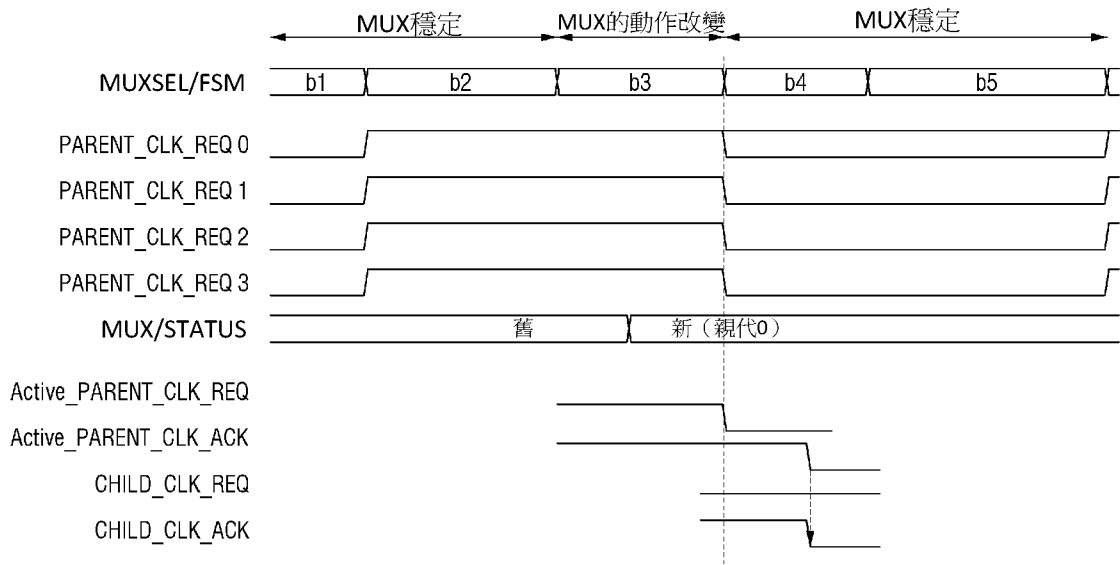 MUX穩定 MUX的動作改變 MUX穩定
MUXSEL/FSM b1 b2 b3 b4 b5
PARENT_CLK_REQ 0
PARENT_CLK_REQ 1
PARENT_CLK_REQ 2
PARENT_CLK_REQ 3
MUX/STATUS 舊 新（親代0）
Active_PARENT_CLK_REQ
Active_PARENT_CLK_ACK
CHILD_CLK_REQ
CHILD_CLK_ACK